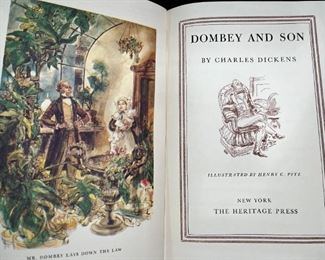 MR. DOMBEY LAYS DOWN THE LAW
DOMBEY AND SON
BY CHARLES DICKENS
ILLUSTRATED BY HENRY C. PITZ
NEW YORK
THE HERITAGE PRESS